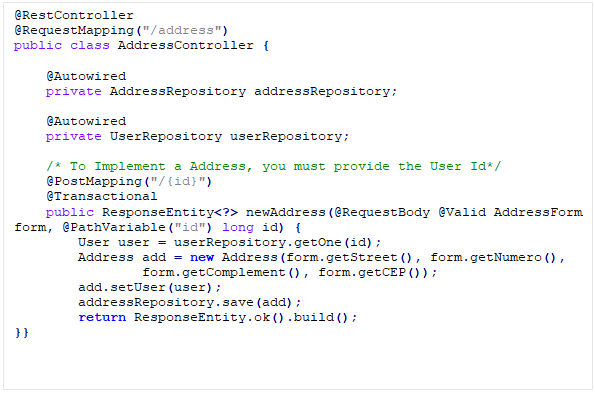 @RestController
@RequestMapping("/address")
public class AddressController {
@Autowired
private AddressRepository addressRepository;
@Autowired
private UserRepository userRepository;
/* To Implement a Address, you must provide the User Id*/
@PostMapping("/{id}")
@Transactional
public ResponseEntity<?> newAddress(@RequestBody @Valid AddressForm
form, @PathVariable("id") long id) {
User user = userRepository.getOne(id);
Address add = new Address(form.getStreet(), form.getNumero(),
form.getComplement(), form.getCEP());
add.setUser(user);
addressRepository.save(add);
return ResponseEntity.ok().build();
}}